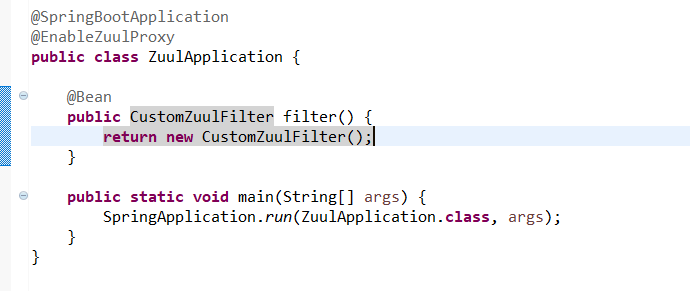 @SpringBootApplication
@EnableZuulProxy
public class ZuulApplication {
@Bean
public CustomZuulFilter filter() {
return new CustomZuulFilter();
}
public static void main(String[] args) {
SpringApplication.run(ZuulApplication.class, args);
}
}